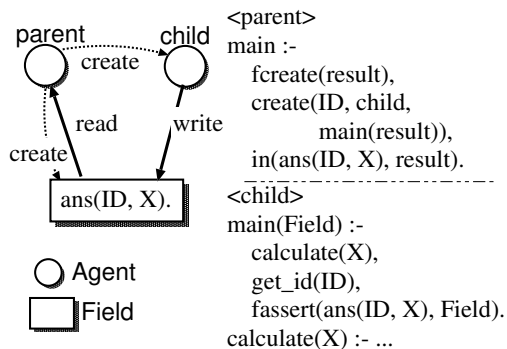 parent
child
create
read
write
create
ans(ID, X).
Agent
Field
<parent>
main :-
fcreate(result),
create(ID, child,
main(result)),
in(ans(ID, X), result).
<child>
main(Field) :-
calculate(X),
get_id(ID),
fassert(ans(ID, X), Field).
calculate(X) :- ...